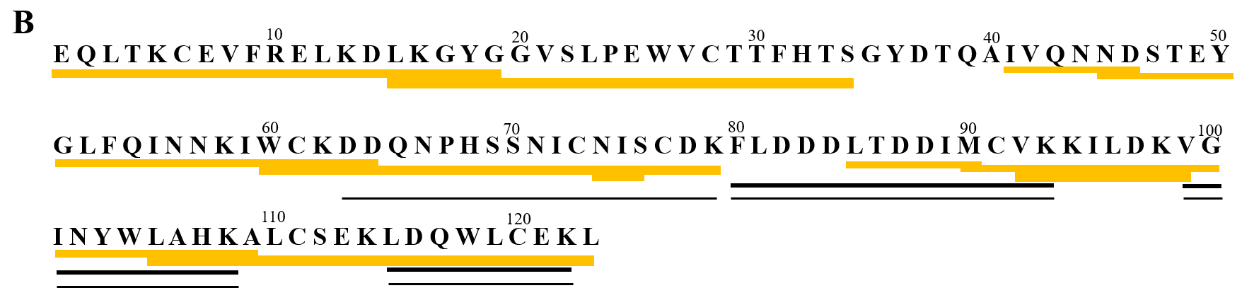 B
10 20 30 40 50
E Q L T K C E V F R E L K D L K G Y G G V S L P E W V C T T F H T S G Y D T Q A I V Q N N D S T E Y
60 70 80 90 100
G L F Q I N N K I W C K D D Q N P H S S N I C N I S C D K F L D D D L T D D I M C V K K I L D K V G
110 120
I N Y W L A H K A L C S E K L D Q W L C E K L